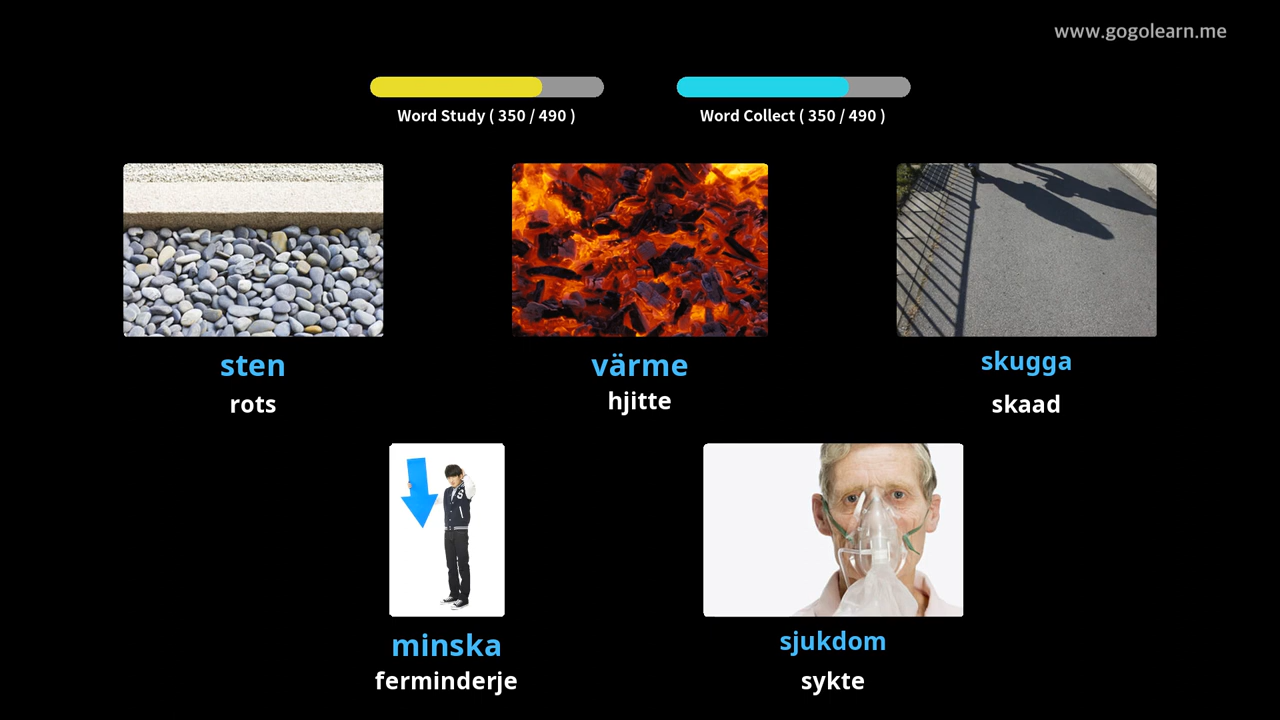 www.gogolearn.me
Word Study ( 350 / 490 )
Word Collect ( 350 / 490 )
sten
rots
värme
hjitte
skugga
skaad
minska
ferminderje
sjukdom
sykte